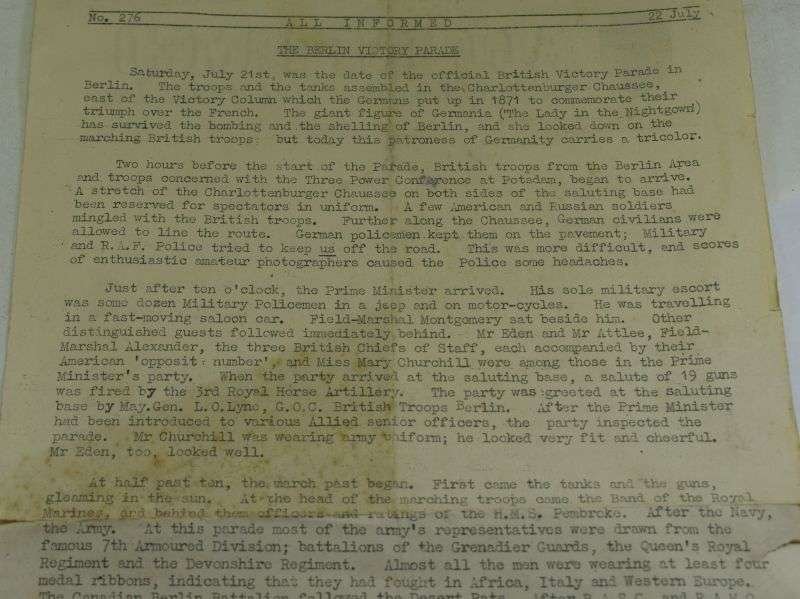 No. 276
ALL INFORMED
22 July
THE BERLIN VICTORY PARADE
Saturday, July 21st, was the date of the official British Victory Parade in
Berlin. The troops and the tanks assembled in the Charlottenburger Chaussee,
east of the Victory Column which the Germans put up in 1871 to commemorate their
triumph over the French. The giant figure of Germania ('The Lady in the Nightgown')
has survived the bombing and the shelling of Berlin, and she looked down on the
marching British troops but today this patroness of Germanity carries a tricolor.
Two hours before the start of the Parade, British troops from the Berlin Area
and troops concerned with the Three Power Conference at Potsdam, began to arrive.
A stretch of the Charlottenburger Chaussee on both sides of the saluting base had
been reserved for spectators in uniform. A few American and Russian soldiers
mingled with the British troops. Further along the Chaussee, German civilians were
allowed to line the route. German policemen kept them on the pavement; Military
and R.A.F. Police tried to keep us off the road. This was more difficult, and scores
of enthusiastic amateur photographers caused the Police some headaches.
Just after ten o'clock, the Prime Minister arrived. His sole military escort
was some dozen Military Policemen in a jeep and on motor-cycles. He was travelling
in a fast-moving saloon car. Field-Marshal Montgomery sat beside him. Other
distinguished guests followed immediately behind. Mr Eden and Mr Attlee, Field-
Marshal Alexander, the three British Chiefs of Staff, each accompanied by their
American 'opposit number', and Miss Mary Churchill were among those in the Prime
Minister's party. When the party arrived at the saluting base, a salute of 19 guns
was fired by the 3rd Royal Horse Artillery. The party was greeted at the saluting
base by May.Gen. L.O.Lyne, G.O.C. British Troops Berlin. After the Prime Minister
had been introduced to various Allied senior officers, the party inspected the
parade. Mr Churchill was wearing army uniform; he looked very fit and cheerful.
Mr Eden, too, looked well.
At half past ten, the march past began. First came the tanks and the guns,
gleaming in the sun. At the head of the marching troops came the Band of the Royal
Marines, and behind them officers and ratings of the H.M.S. Pembroke. After the Navy,
the Army. At this parade most of the army's representatives were drawn from the
famous 7th Armoured Division; battalions of the Grenadier Guards, the Queen's Royal
Regiment and the Devonshire Regiment. Almost all the men were wearing at least four
medal ribbons, indicating that they had fought in Africa, Italy and Western Europe.
The Canadian Berlin Battalion followed the Desert Rats. After R.A.S.C. and R.A.M.C.